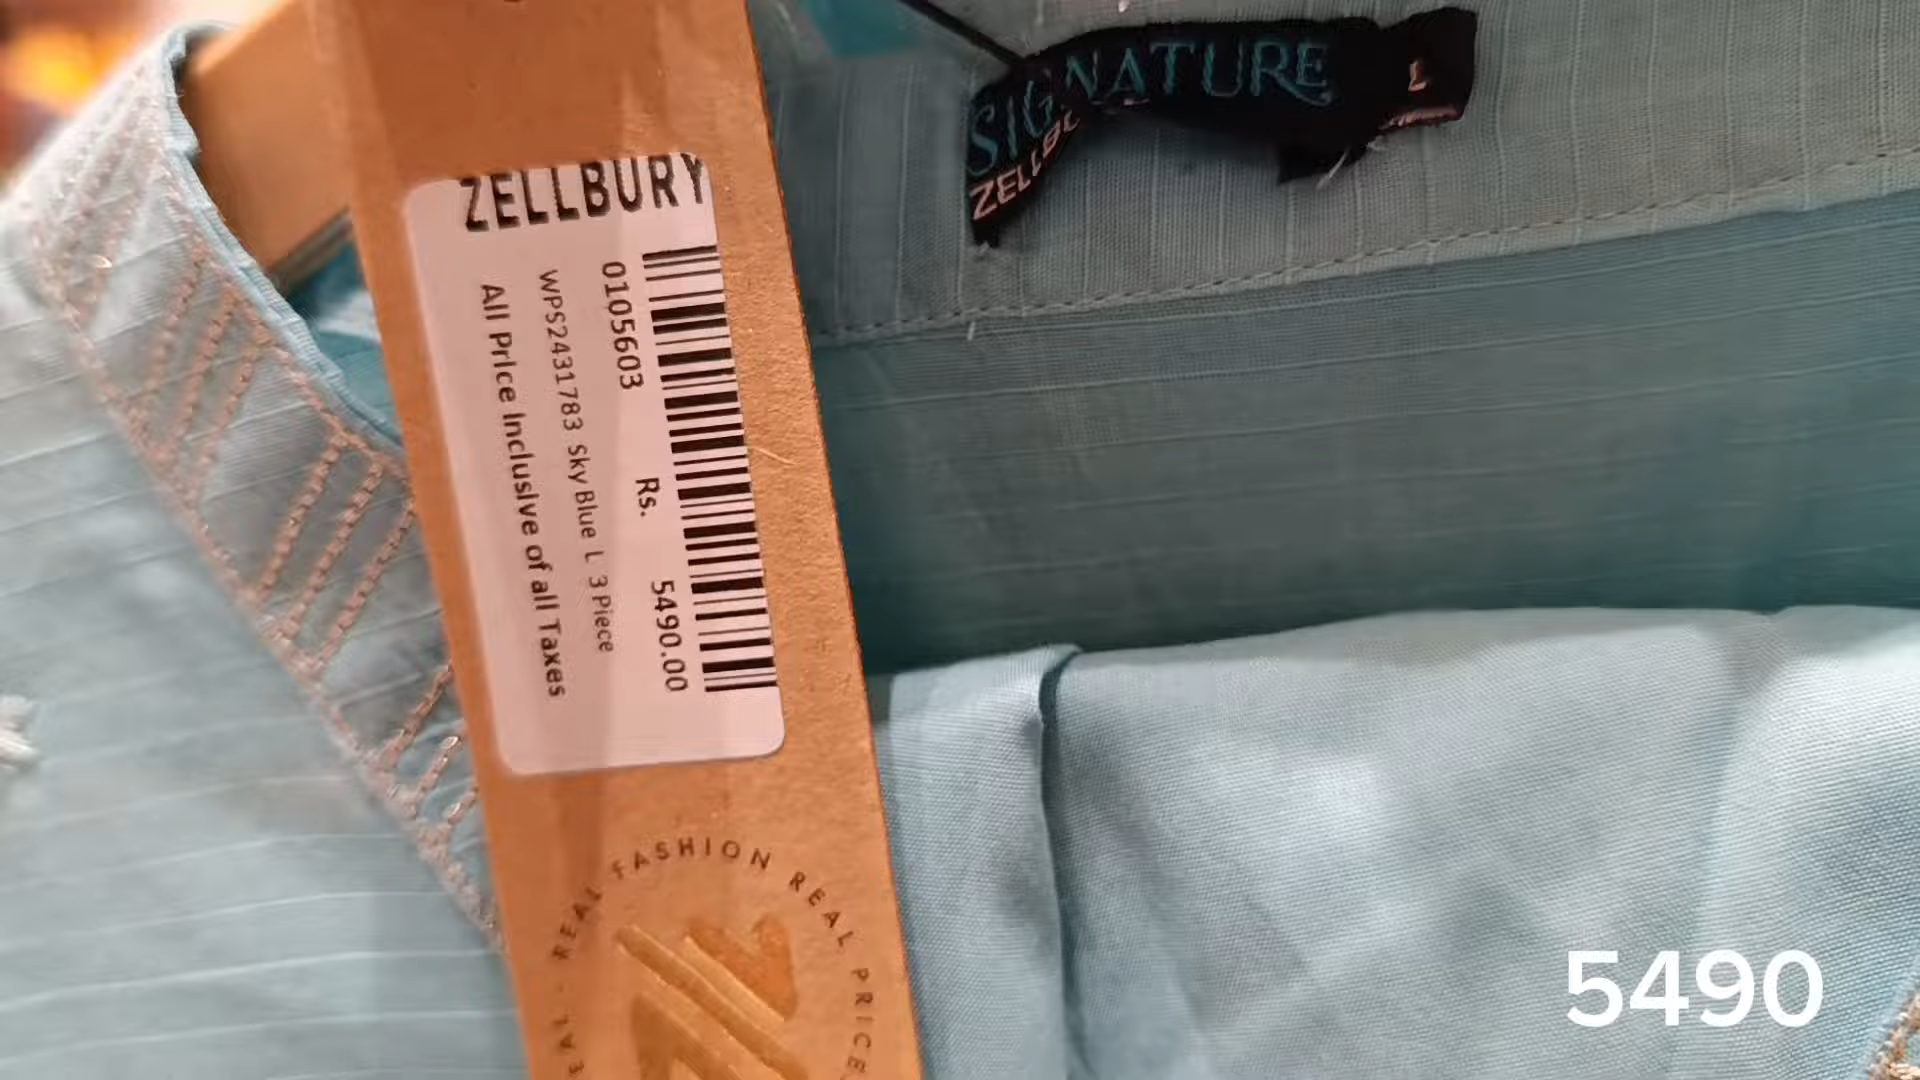 SIGNATURE
L
ZELLBURY
0105603
Rs. 5490.00
WPS2431783 Sky Blue L 3 Piece
All Price Inclusive of all Taxes
REAL FASHION REAL PRICE
5490